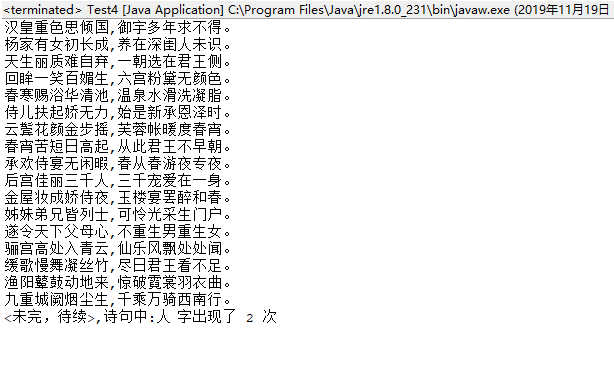 <terminated> Test4 [Java Application] C:\Program Files\Java\jre1.8.0_231\bin\javaw.exe (2019年11月19日
汉皇重色思倾国,御宇多年求不得。
杨家有女初长成,养在深闺人未识。
天生丽质难自弃,一朝选在君王侧。
回眸一笑百媚生,六宫粉黛无颜色。
春寒赐浴华清池,温泉水滑洗凝脂。
侍儿扶起娇无力,始是新承恩泽时。
云鬓花颜金步摇,芙蓉帐暖度春宵。
春宵苦短日高起,从此君王不早朝。
承欢侍宴无闲暇,春从春游夜专夜。
后宫佳丽三千人,三千宠爱在一身。
金屋妆成娇侍夜,玉楼宴罢醉和春。
姊妹弟兄皆列士,可怜光采生门户。
遂令天下父母心,不重生男重生女。
骊宫高处入青云,仙乐风飘处处闻。
缓歌慢舞凝丝竹,尽日君王看不足。
渔阳鼙鼓动地来,惊破霓裳羽衣曲。
九重城阙烟尘生,千乘万骑西南行。
<未完,待续>,诗句中:人 字出现了 2 次